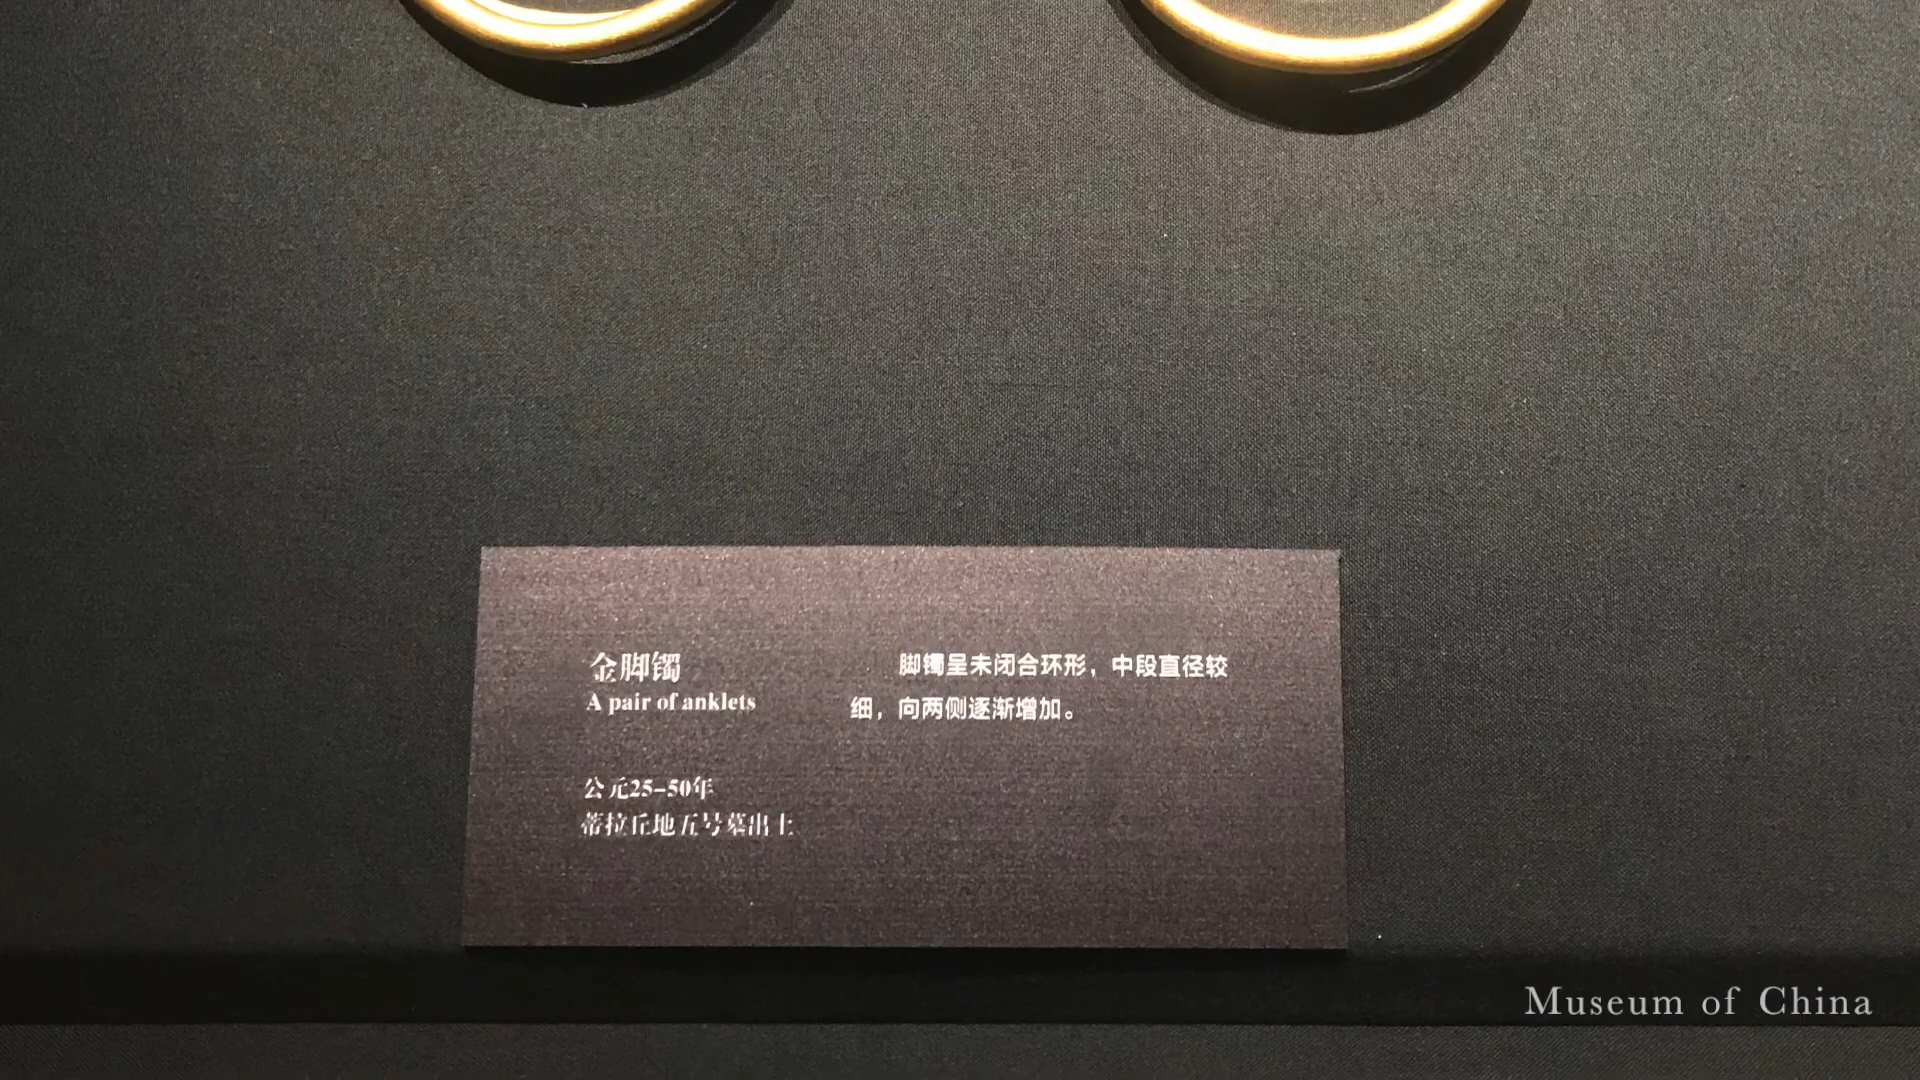 金脚镯
A pair of anklets
公元25-50年
蒂拉丘地五号墓出土
脚镯呈未闭合环形，中段直径较
细，向两侧逐渐增加。
Museum of China